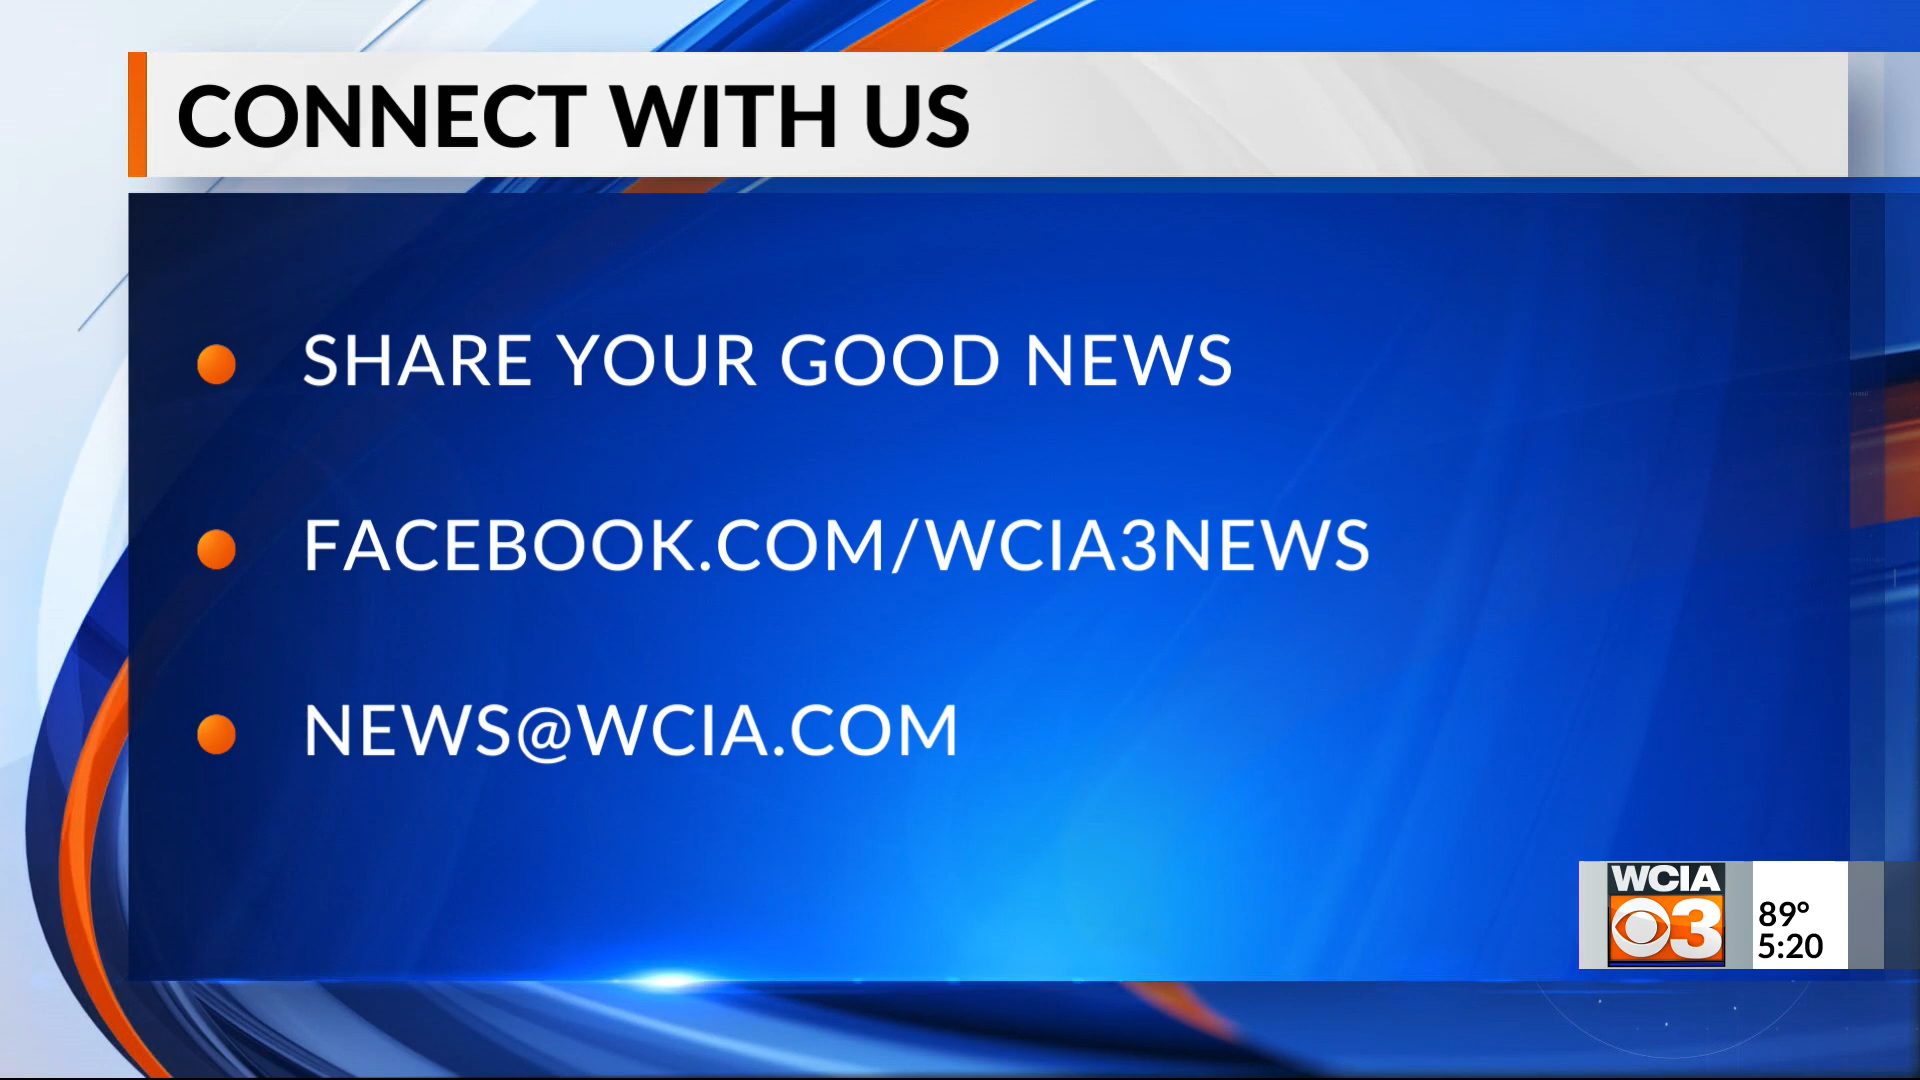 CONNECT WITH US
SHARE YOUR GOOD NEWS
FACEBOOK.COM/WCIA3NEWS
NEWS@WCIA.COM
WCIA
3
89°
5:20